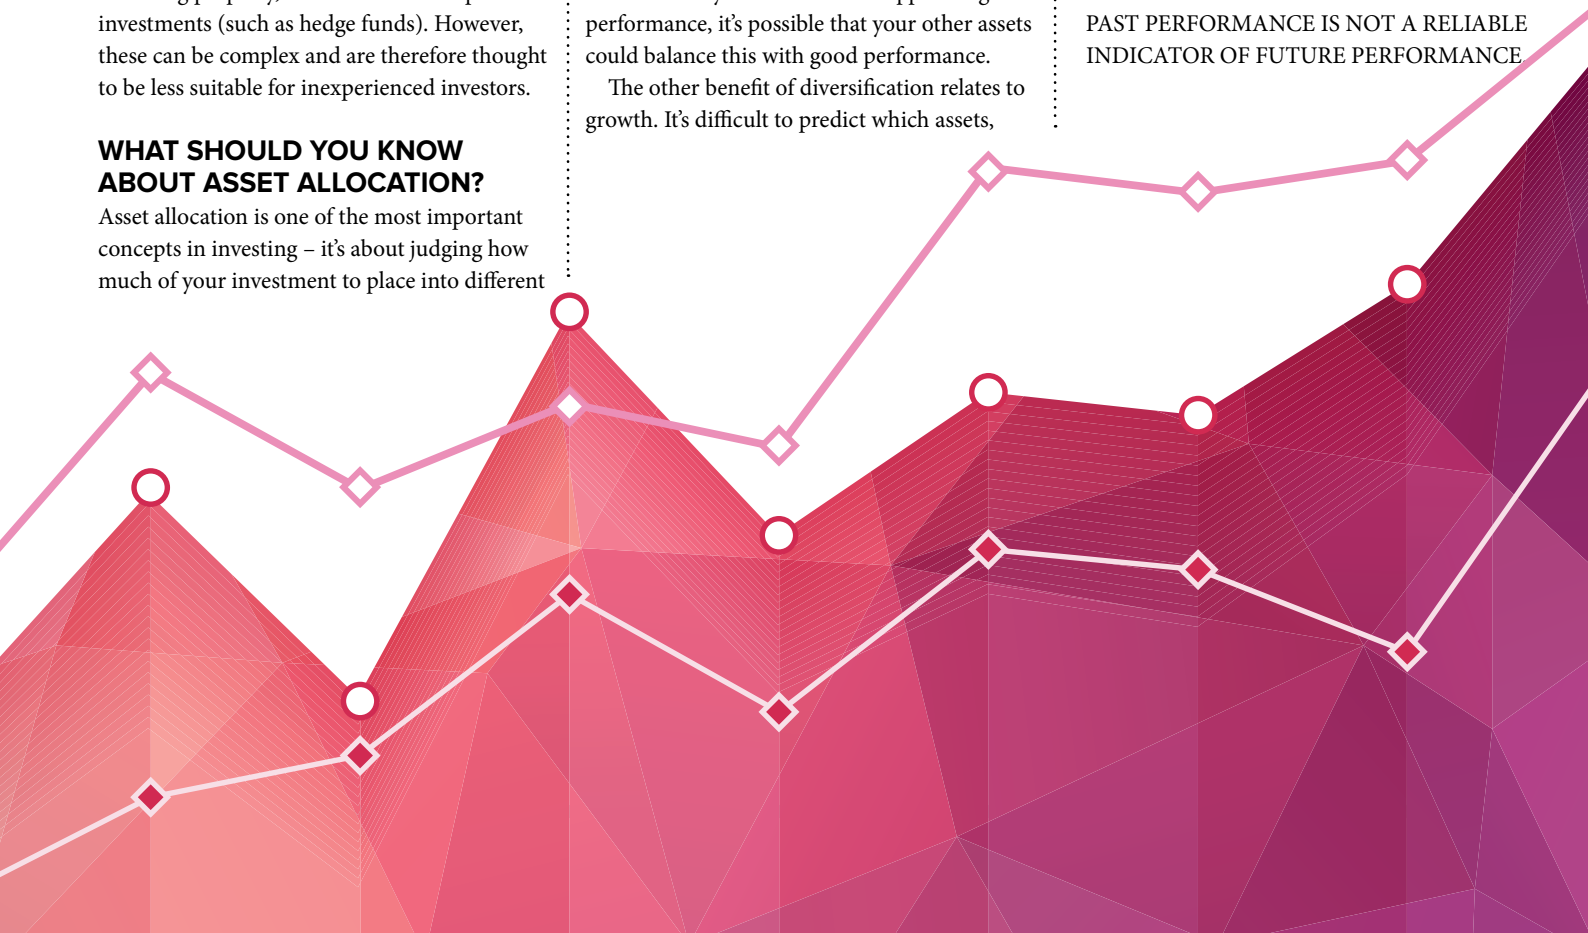 investments (such as hedge funds). However,
these can be complex and are therefore thought
to be less suitable for inexperienced investors.
WHAT SHOULD YOU KNOW
ABOUT ASSET ALLOCATION?
Asset allocation is one of the most important
concepts in investing – it’s about judging how
much of your investment to place into different
performance, it’s possible that your other assets
could balance this with good performance.
The other benefit of diversification relates to
growth. It’s difficult to predict which assets,
PAST PERFORMANCE IS NOT A RELIABLE
INDICATOR OF FUTURE PERFORMANCE.